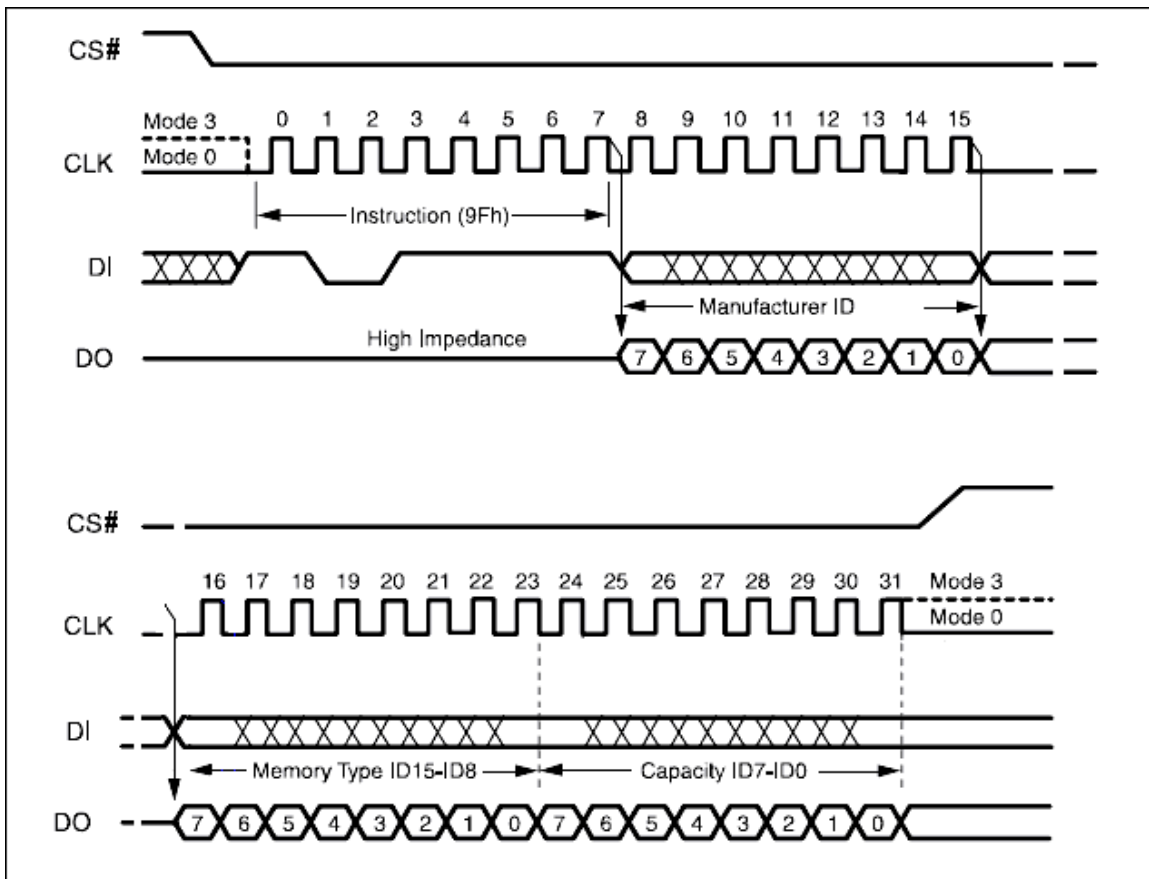 CS#
Mode 3
0 1 2 3 4 5 6 7 8 9 10 11 12 13 14 15
Mode 0
CLK
Instruction (9Fh)
DI
Manufacturer ID
High Impedance
DO
7 6 5 4 3 2 1 0
CS#
16 17 18 19 20 21 22 23 24 25 26 27 28 29 30 31
Mode 3
CLK
Mode 0
DI
Memory Type ID15-ID8
Capacity ID7-ID0
DO
7 6 5 4 3 2 1 0 7 6 5 4 3 2 1 0